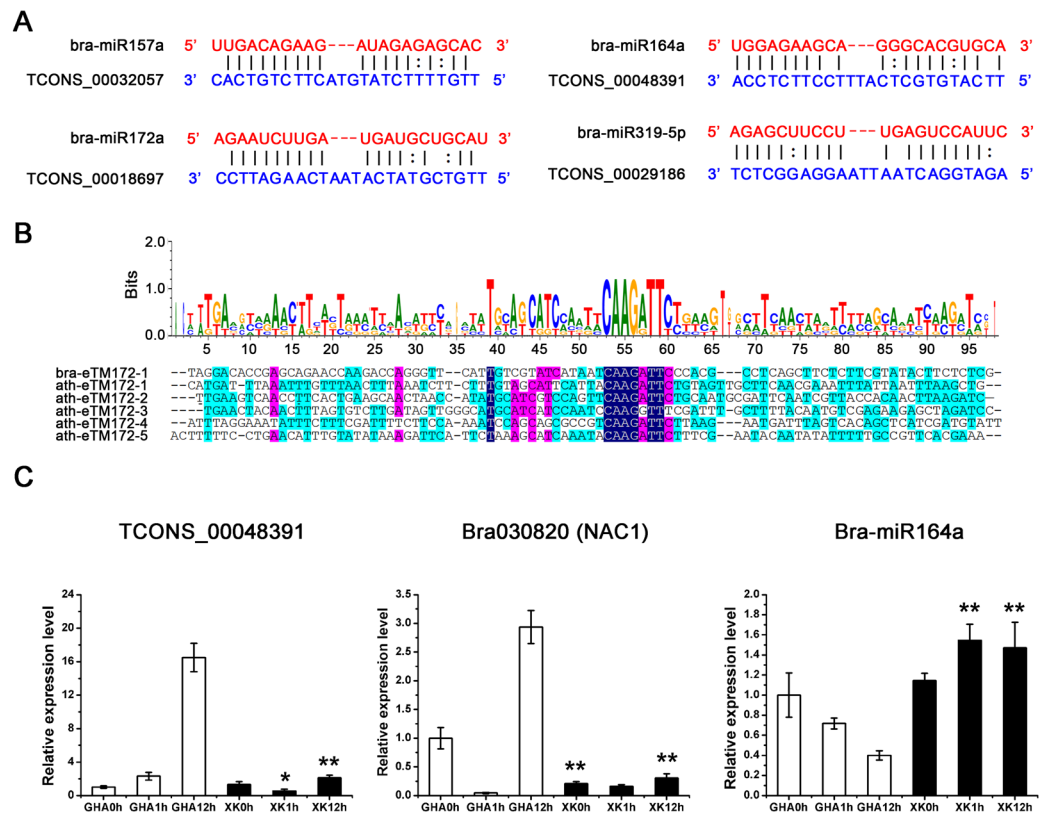 A
bra-miR157a 5' UUGACAGAAG---AUAGAGAGCAC 3'
TCONS_00032057 3' CACTGTCTTCATGTATCTTTTGTT 5'
bra-miR164a 5' UGGAGAAGCA---GGGCACGUGCA 3'
TCONS_00048391 3' ACCTCTTCCTTTACTCGTGTACTT 5'
bra-miR172a 5' AGAAUCUUGA---UGAUGCUGCAU 3'
TCONS_00018697 3' CCTTAGAACTAATACTATGCTGTT 5'
bra-miR319-5p 5' AGAGCUUCCU---UGAGUCCAUUC 3'
TCONS_00029186 3' TCTCGGAGGAATTAATCAGGTAGA 5'
B
Bits
2.0
1.0
0.0
5 10 15 20 25 30 35 40 45 50 55 60 65 70 75 80 85 90 95
bra-eTM172-1 --TAGGACACCGAGCAGAACCAAGACCAGGGTT--CATTGTCGTATCATAATCAAGATTCCCACG---CCTCAGCTTCTCTTCGTATACTTCTCTCG-
ath-eTM172-1
ath-eTM172-2
ath-eTM172-3
ath-eTM172-4
ath-eTM172-5
C
TCONS_00048391
Relative expression level
24
20
16
12
8
4
0
GHA0h GHA1h GHA12h XK0h XK1h XK12h
* **
Bra030820 (NAC1)
Relative expression level
3.5
3.0
2.5
2.0
1.5
1.0
0.5
0.0
GHA0h GHA1h GHA12h XK0h XK1h XK12h
** **
Bra-miR164a
Relative expression level
2.0
1.8
1.6
1.4
1.2
1.0
0.8
0.6
0.4
0.2
0.0
GHA0h GHA1h GHA12h XK0h XK1h XK12h
** **